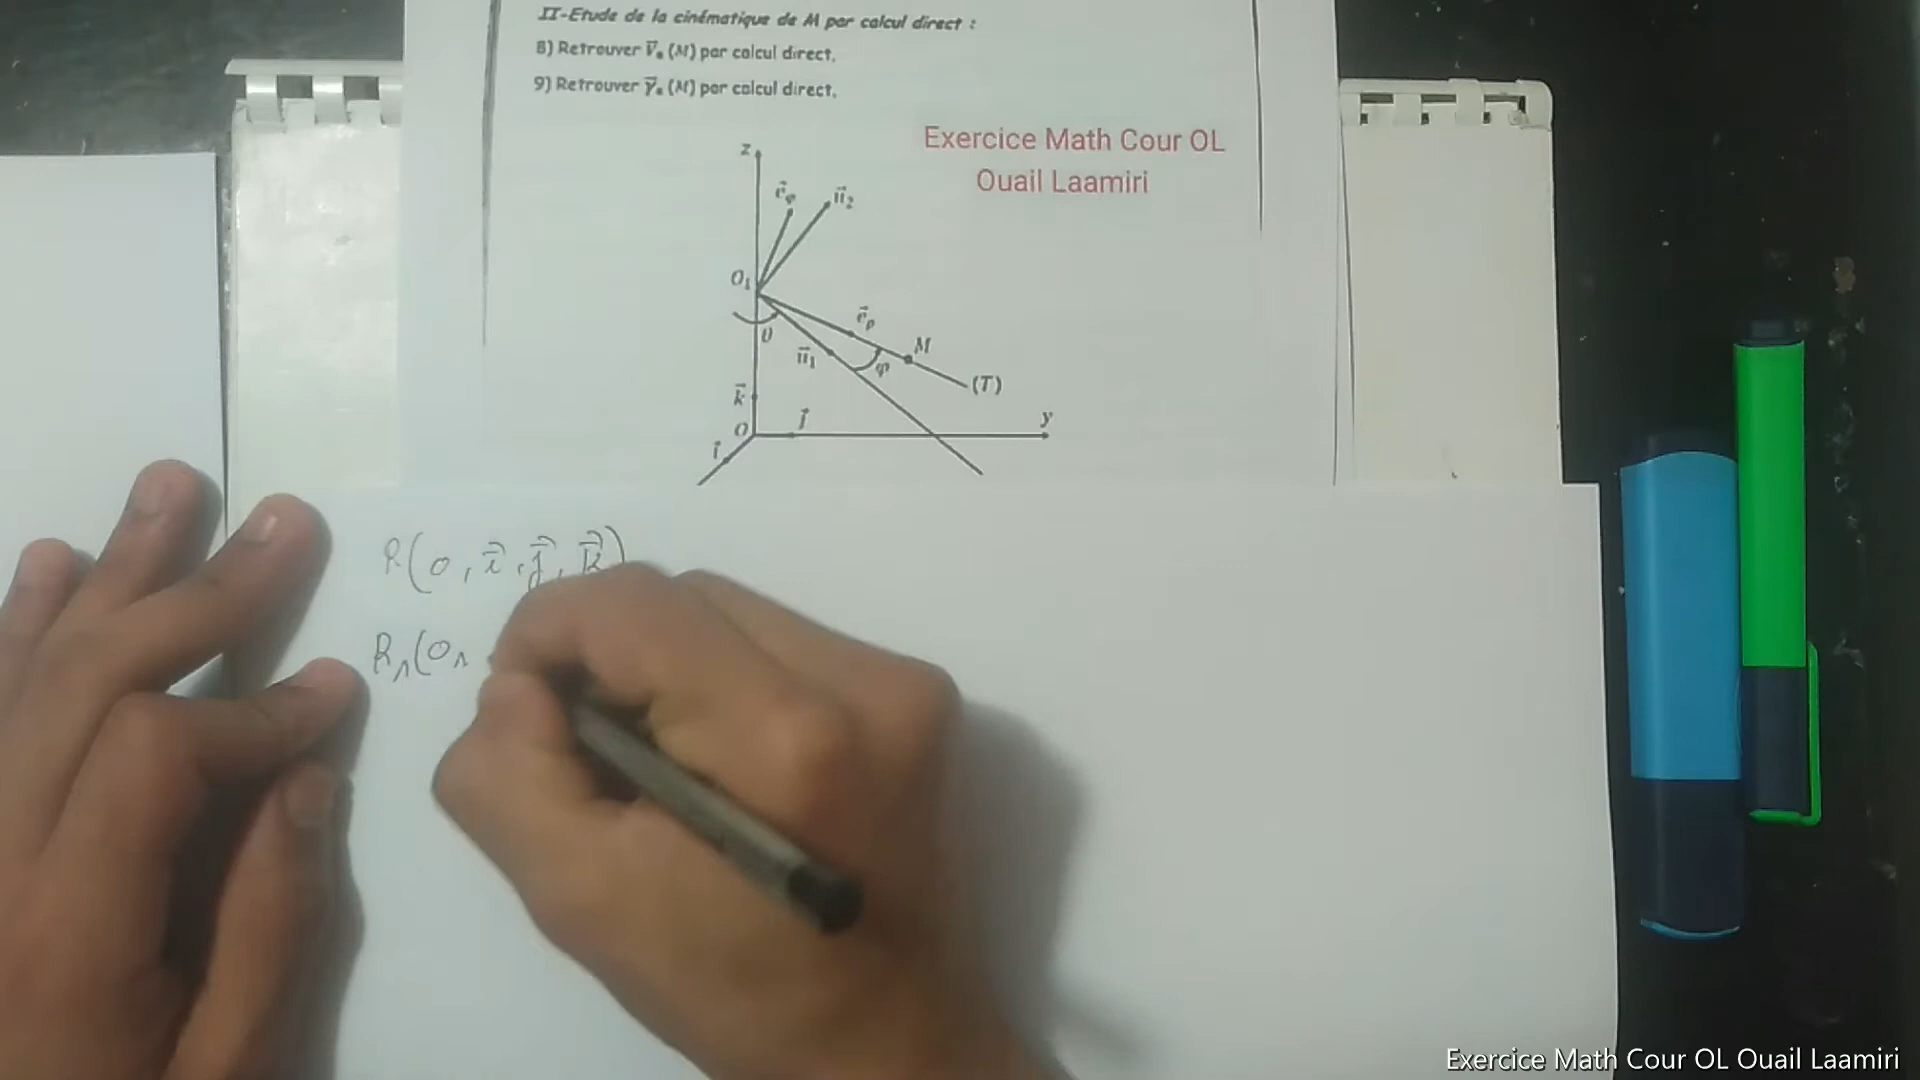 II-Etude de la cinématique de M par calcul direct :
8) Retrouver V⃗ₐ (M) par calcul direct.
9) Retrouver γ⃗ₐ (M) par calcul direct.
Exercice Math Cour OL
Ouail Laamiri
z
e⃗φ
u⃗₂
O₁
e⃗ρ
θ
M
u⃗₁
φ
(T)
k⃗
j⃗
y
O
i⃗
R(O, i⃗, j⃗, k⃗)
R₁(O₁
Exercice Math Cour OL Ouail Laamiri